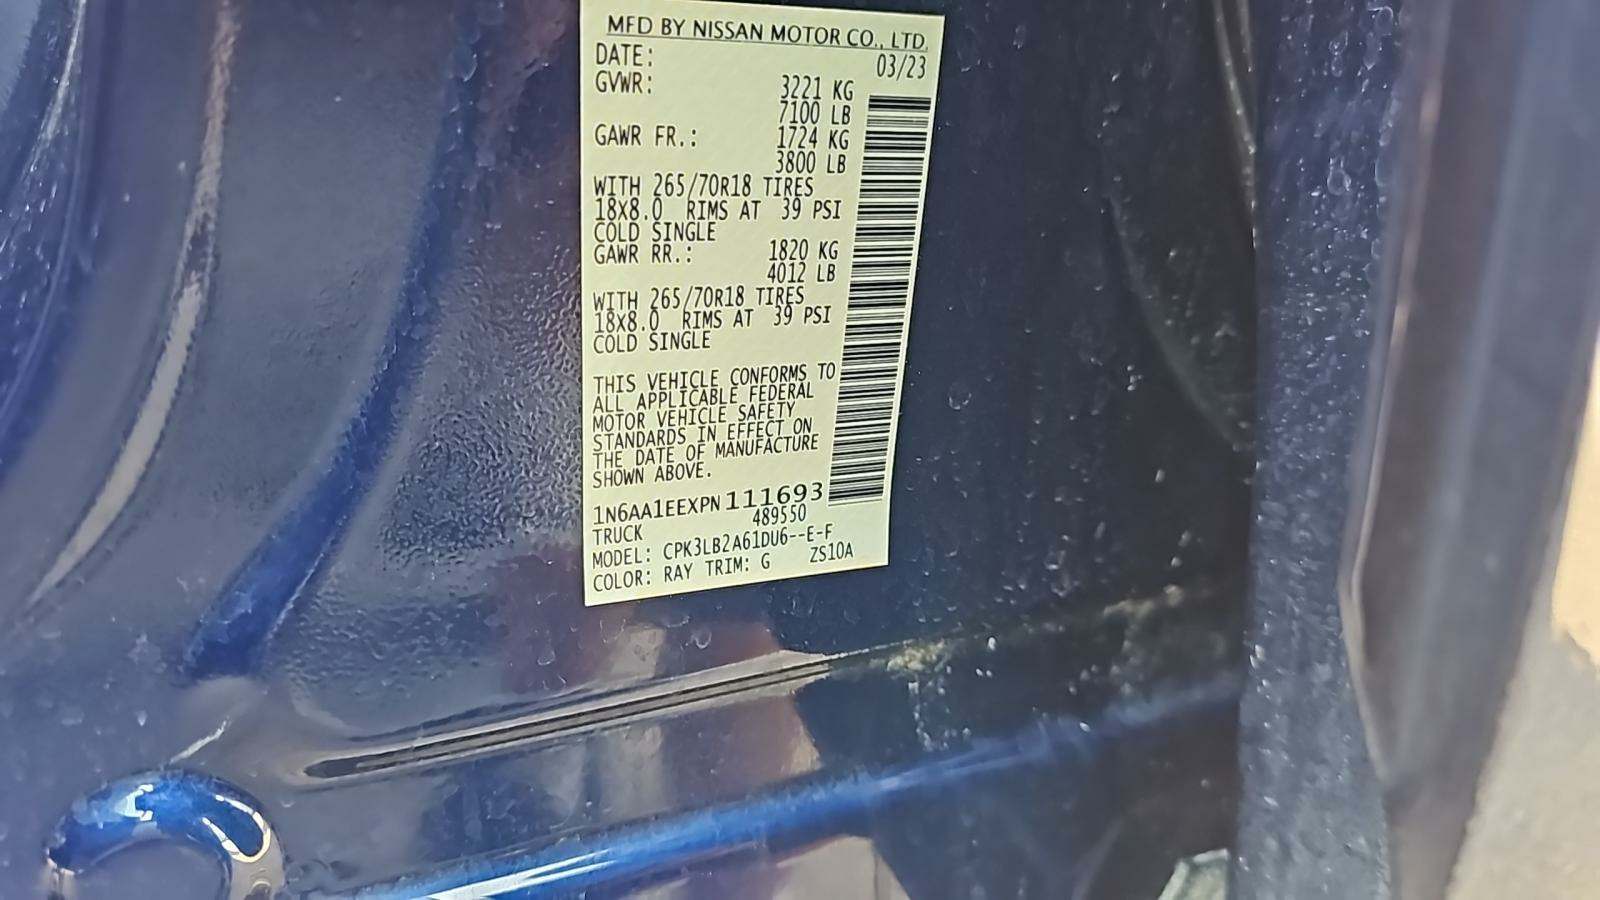 MFD BY NISSAN MOTOR CO., LTD.
DATE: 03/23
GVWR: 3221 KG
7100 LB
GAWR FR.: 1724 KG
3800 LB
WITH 265/70R18 TIRES
18X8.0 RIMS AT 39 PSI
COLD SINGLE
GAWR RR.: 1820 KG
4012 LB
WITH 265/70R18 TIRES
18X8.0 RIMS AT 39 PSI
COLD SINGLE
THIS VEHICLE CONFORMS TO
ALL APPLICABLE FEDERAL
MOTOR VEHICLE SAFETY
STANDARDS IN EFFECT ON
THE DATE OF MANUFACTURE
SHOWN ABOVE.
1N6AA1EEXPN111693
TRUCK 489550
MODEL: CPK3LB2A61DU6--E-F
COLOR: RAY TRIM: G ZS10A